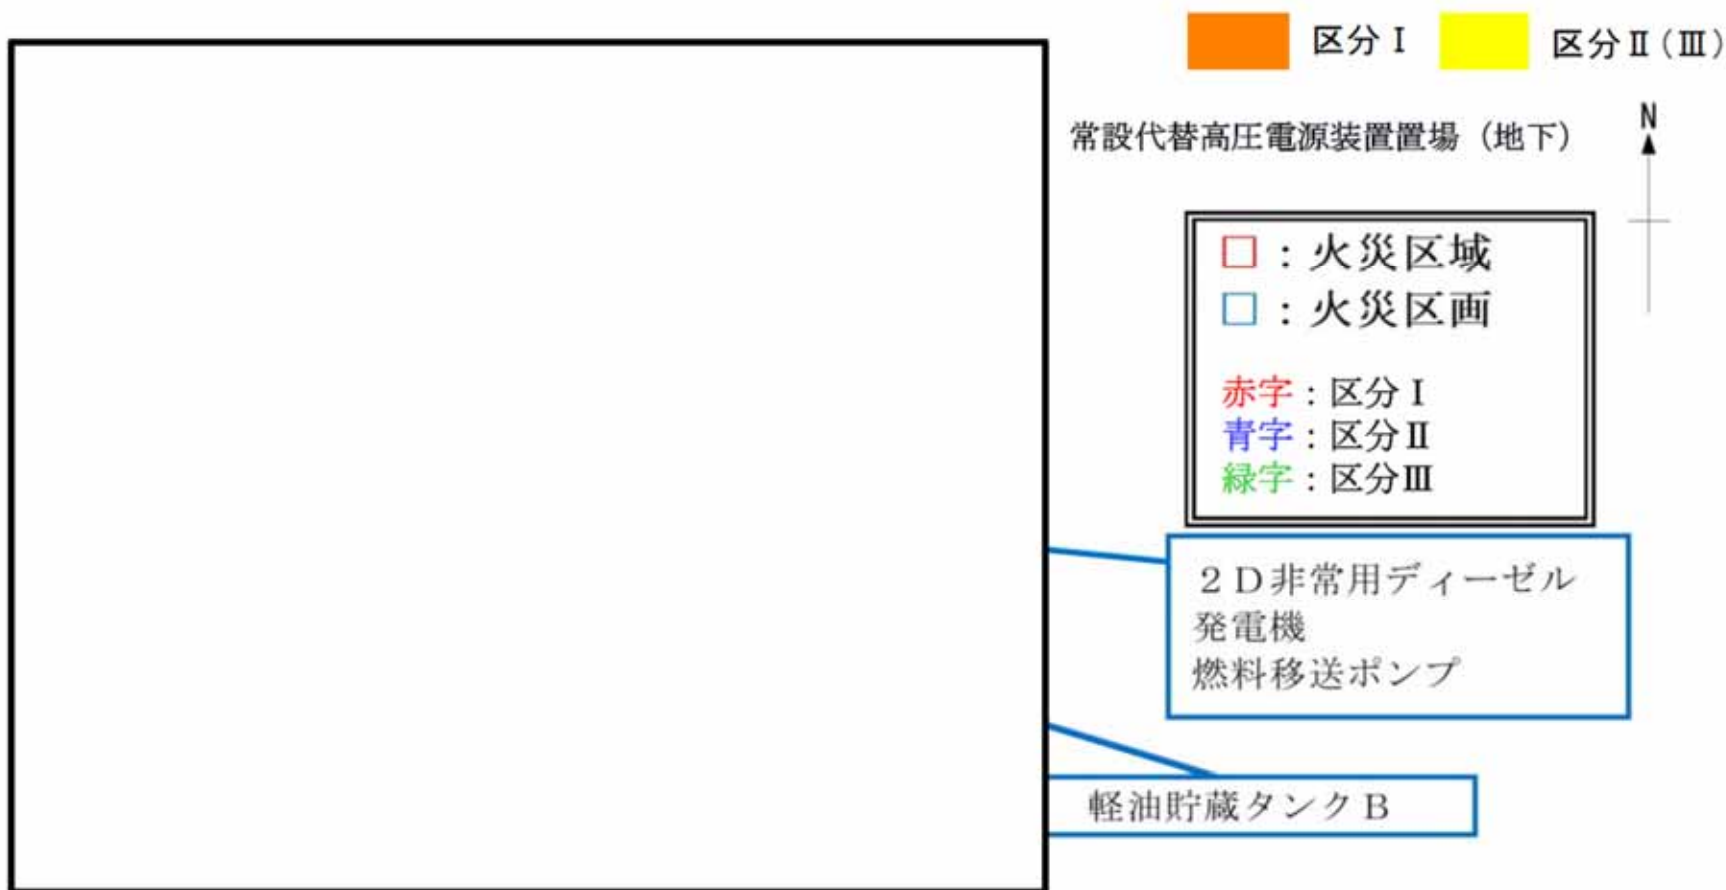 区分Ⅰ
区分Ⅱ(Ⅲ)
常設代替高圧電源装置置場（地下）
N
□：火災区域
□：火災区画
赤字：区分Ⅰ
青字：区分Ⅱ
緑字：区分Ⅲ
２Ｄ非常用ディーゼル
発電機
燃料移送ポンプ
軽油貯蔵タンクＢ